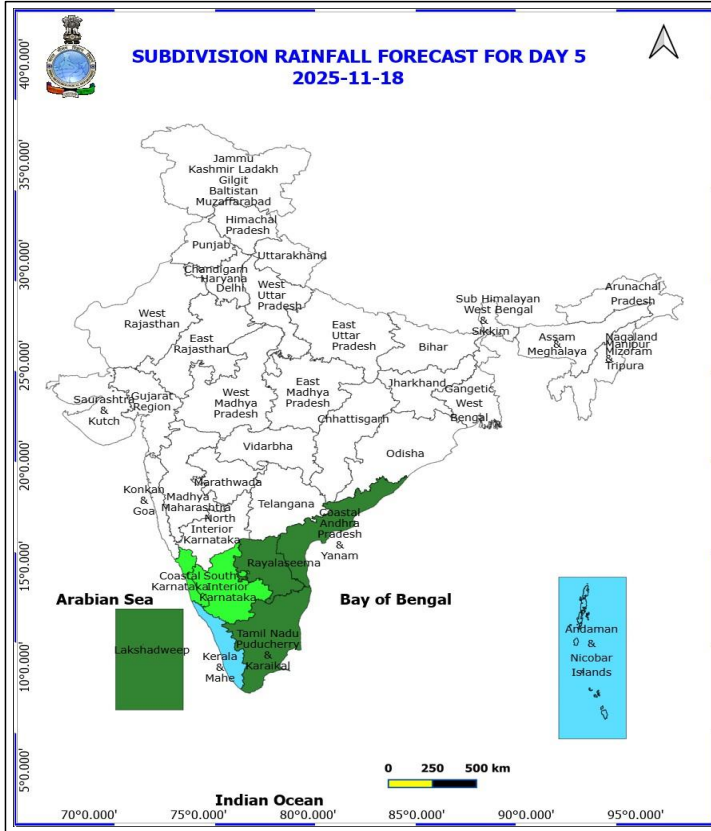 SUBDIVISION RAINFALL FORECAST FOR DAY 5
2025-11-18
40°0.000'
35°0.000'
30°0.000'
25°0.000'
20°0.000'
15°0.000'
10°0.000'
5°0.000'
Jammu
Kashmir Ladakh
Gilgit
Baltistan
Muzaffarabad
Himachal
Pradesh
Punjab
Uttarakhand
Chandigarh
Haryana
Delhi
West
Uttar
Pradesh
Arunachal
Pradesh
Sub Himalayan
West Bengal
&
Sikkim
West
Rajasthan
East
Rajasthan
East
Uttar
Pradesh
Bihar
Assam
&
Meghalaya
Nagaland
Manipur
Mizoram
&
Tripura
Saurashtra
&
Kutch
Gujarat
Region
West
Madhya
Pradesh
East
Madhya
Pradesh
Jharkhand
Gangetic
West
Bengal
Chhattisgarh
Odisha
Vidarbha
Konkan
&
Goa
Madhya
Maharashtra
Marathwada
Telangana
North
Interior
Karnataka
Coastal
Andhra
Pradesh
&
Yanam
Rayalaseema
Coastal
Karnataka
South
Interior
Karnataka
Arabian Sea
Bay of Bengal
Lakshadweep
Kerala
&
Mahe
Tamil Nadu
Puducherry
&
Karaikal
Andaman
&
Nicobar
Islands
0 250 500 km
Indian Ocean
70°0.000' 75°0.000' 80°0.000' 85°0.000' 90°0.000' 95°0.000'